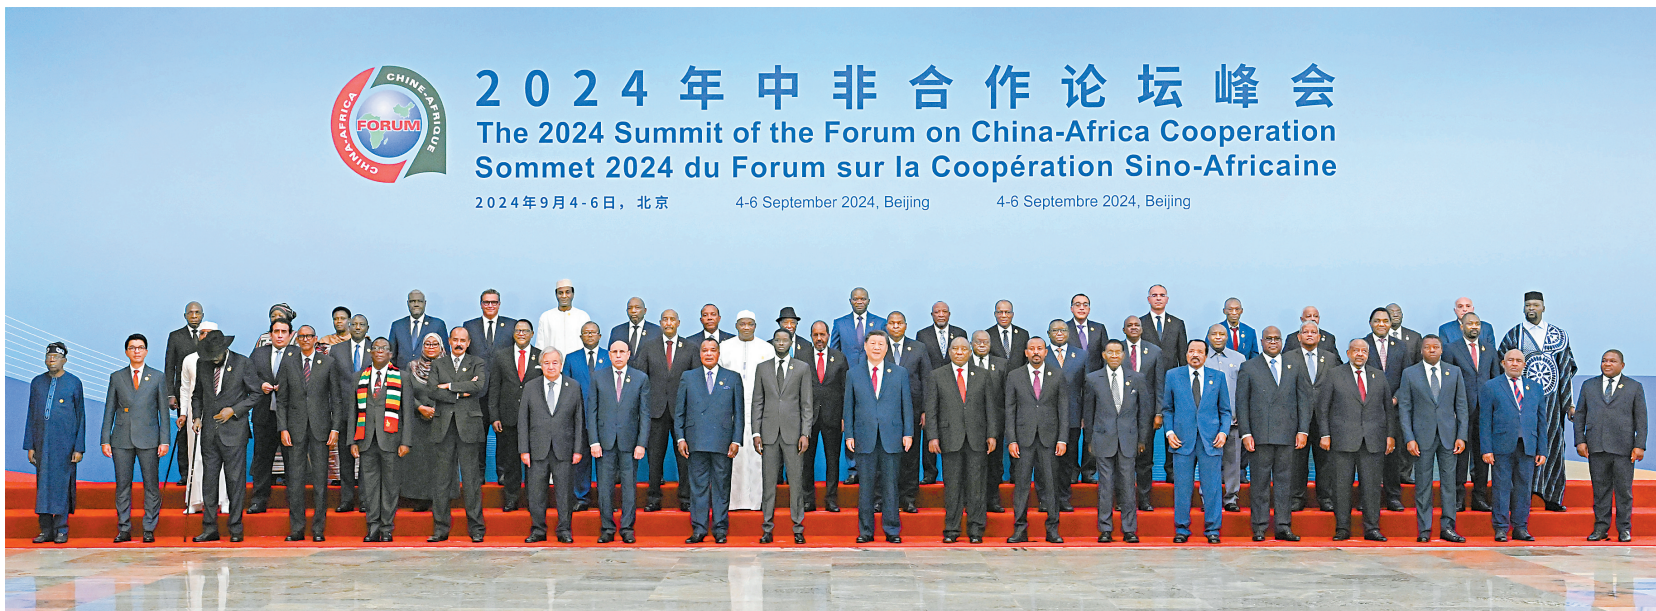 CHINE-AFRIQUE
CHINA-AFRICA
FORUM
2024年中非合作论坛峰会
The 2024 Summit of the Forum on China-Africa Cooperation
Sommet 2024 du Forum sur la Coopération Sino-Africaine
2024年9月4-6日，北京 4-6 September 2024, Beijing 4-6 Septembre 2024, Beijing